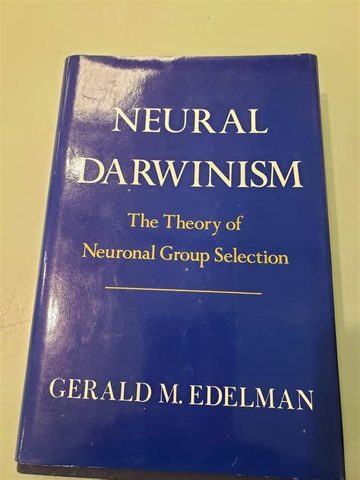 NEURAL
DARWINISM
The Theory of
Neuronal Group Selection
GERALD M. EDELMAN